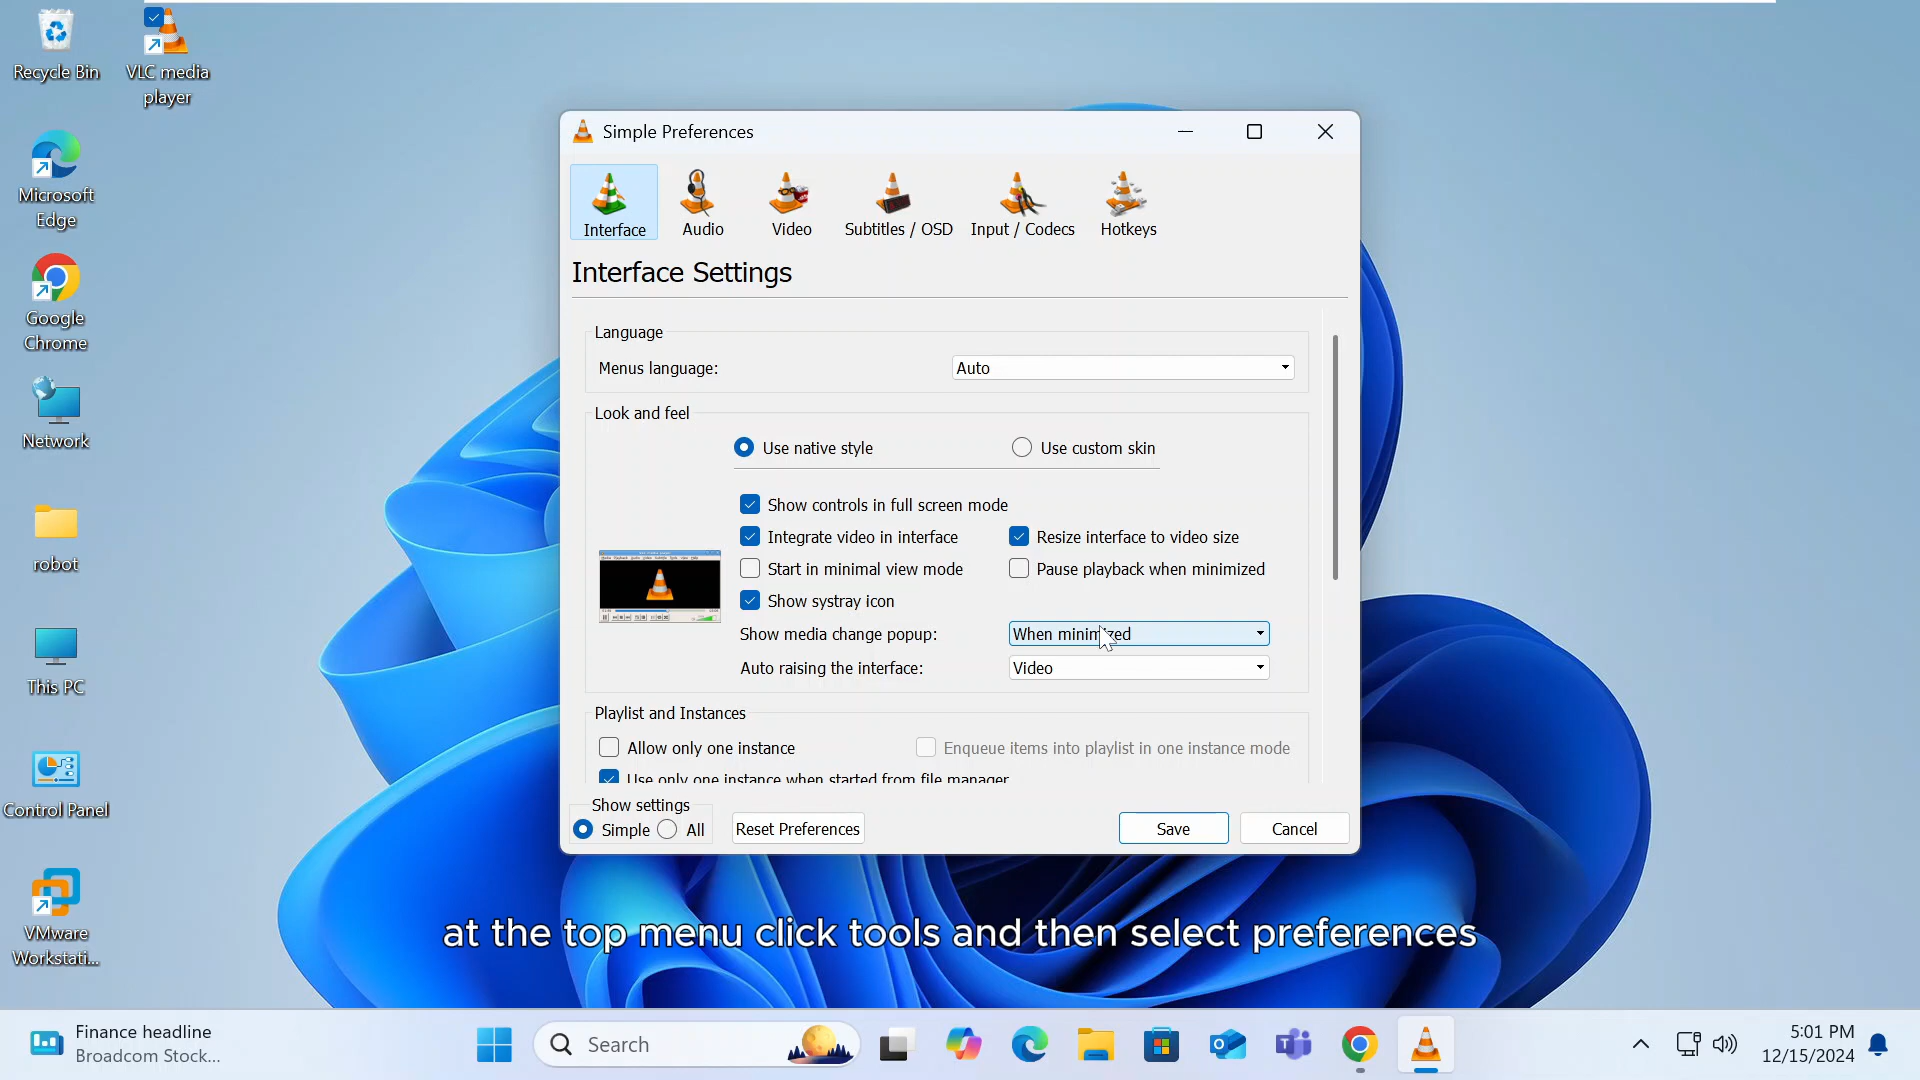 Recycle Bin
VLC media
player
Microsoft
Edge
Google
Chrome
Network
robot
This PC
Control Panel
VMware
Workstati...
Simple Preferences
Interface
Audio
Video
Subtitles / OSD
Input / Codecs
Hotkeys
Interface Settings
Language
Menus language:
Auto
Look and feel
Use native style
Use custom skin
Show controls in full screen mode
Integrate video in interface
Resize interface to video size
Start in minimal view mode
Pause playback when minimized
Show systray icon
Show media change popup:
When minimized
Auto raising the interface:
Video
Playlist and Instances
Allow only one instance
Enqueue items into playlist in one instance mode
Use only one instance when started from file manager
Show settings
Simple
All
Reset Preferences
Save
Cancel
at the top menu click tools and then select preferences
Finance headline
Broadcom Stock...
Search
5:01 PM
12/15/2024